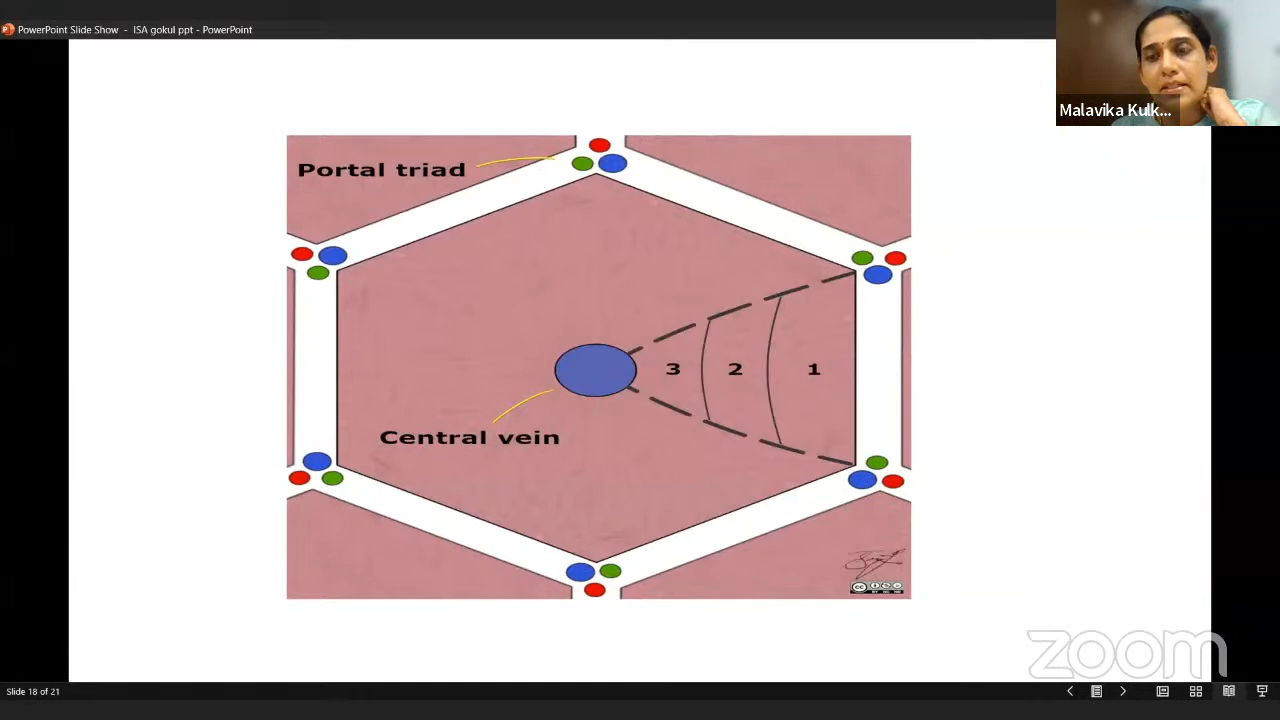 PowerPoint Slide Show - ISA gokul ppt - PowerPoint
Malavika Kulk...
Portal triad
3 2 1
Central vein
zoom
Slide 18 of 21